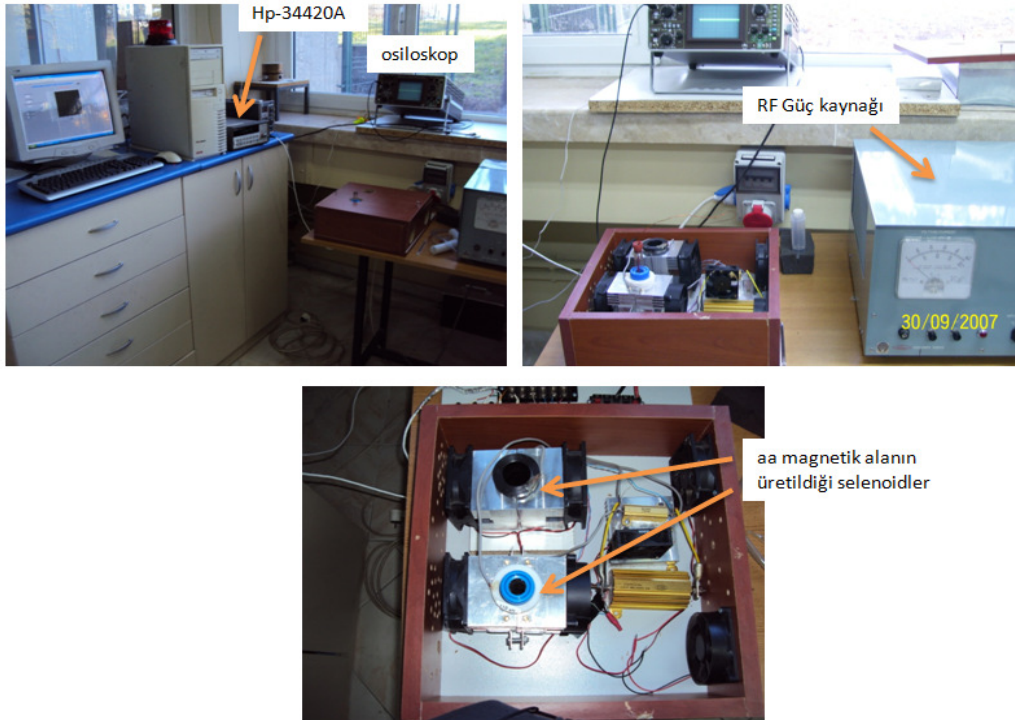 Hp-34420A
osiloskop
RF Güç kaynağı
30/09/2007
aa magnetik alanın
üretildiği selenoidler